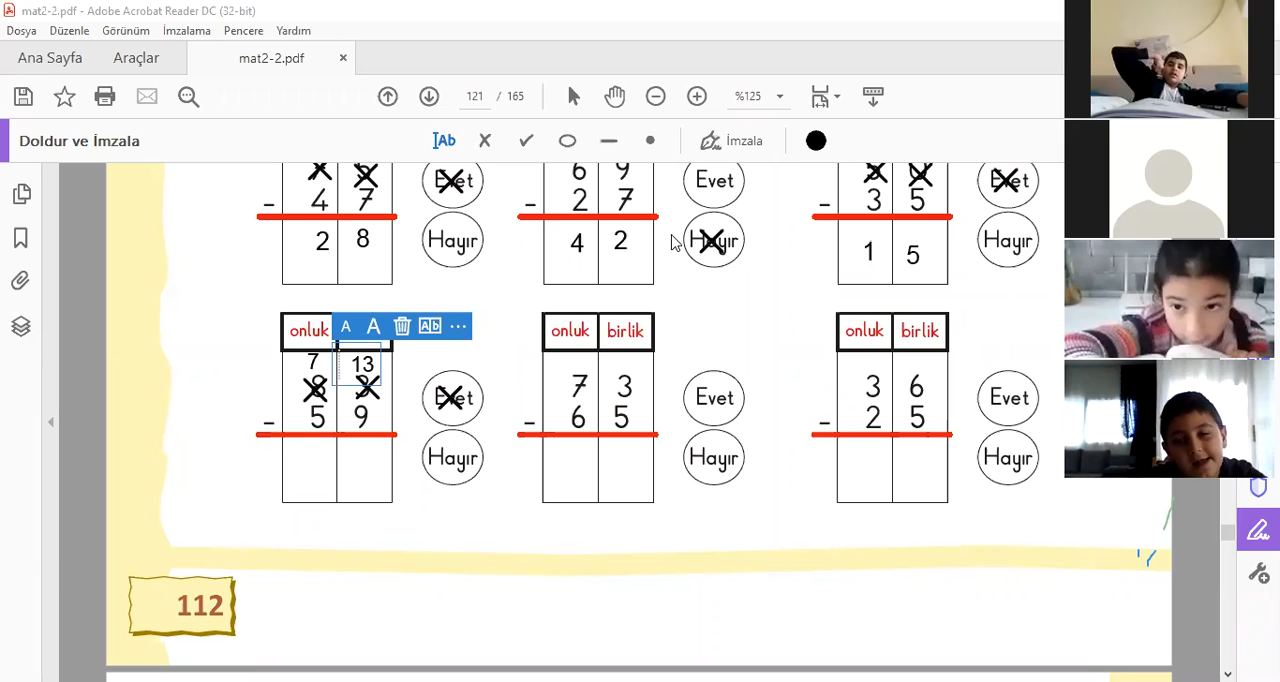 mat2-2.pdf - Adobe Acrobat Reader DC (32-bit)
Dosya Düzenle Görünüm İmzalama Pencere Yardım
Ana Sayfa Araçlar mat2-2.pdf ×
121 / 165 %125
Doldur ve İmzala
Ab İmzala
6 9
- 4 7 Evet - 2 7 Evet - 3 5 Evet
2 8 Hayır 4 2 Hayır 1 5 Hayır
onluk A A Ab ... onluk birlik onluk birlik
7 13
8 3 Evet 7 3 Evet 3 6 Evet
- 5 9 - 6 5 - 2 5
Hayır Hayır Hayır
112